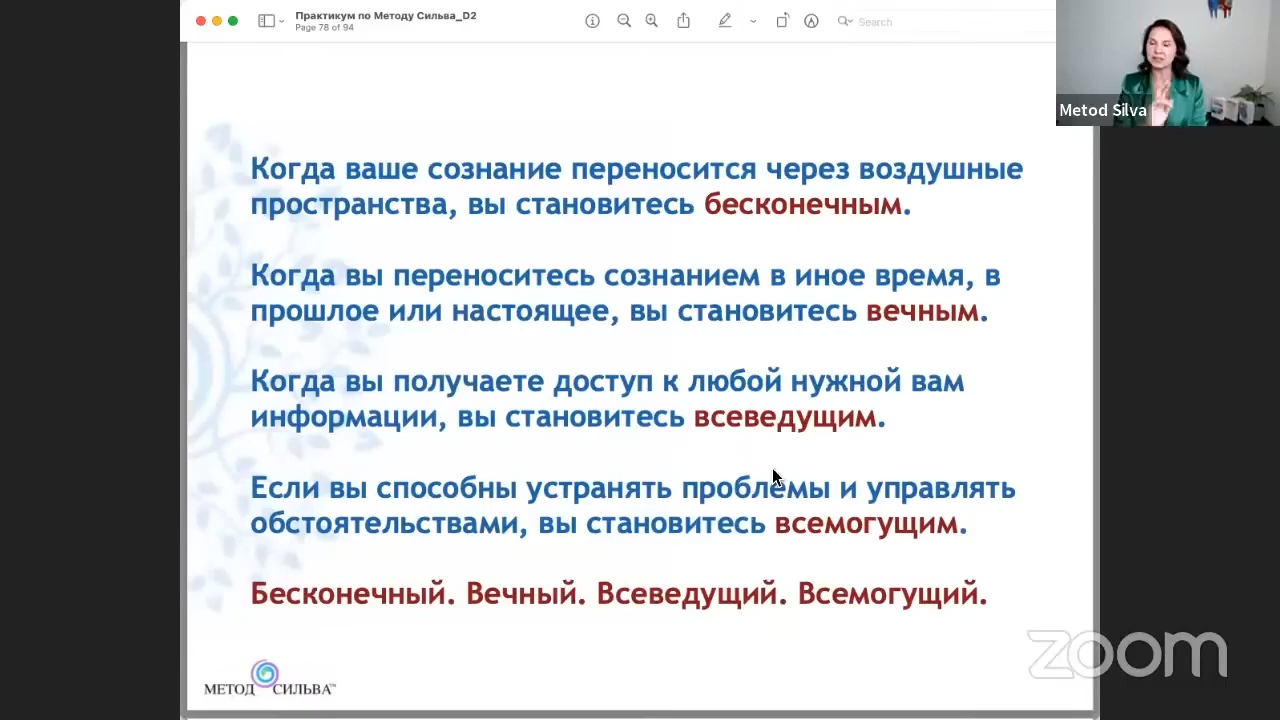 Практикум по Методу Сильва_D2
Page 78 of 94
Search
Metod Silva
Когда ваше сознание переносится через воздушные
пространства, вы становитесь бесконечным.
Когда вы переноситесь сознанием в иное время, в
прошлое или настоящее, вы становитесь вечным.
Когда вы получаете доступ к любой нужной вам
информации, вы становитесь всеведущим.
Если вы способны устранять проблемы и управлять
обстоятельствами, вы становитесь всемогущим.
Бесконечный. Вечный. Всеведущий. Всемогущий.
МЕТОД СИЛЬВА™
zoom